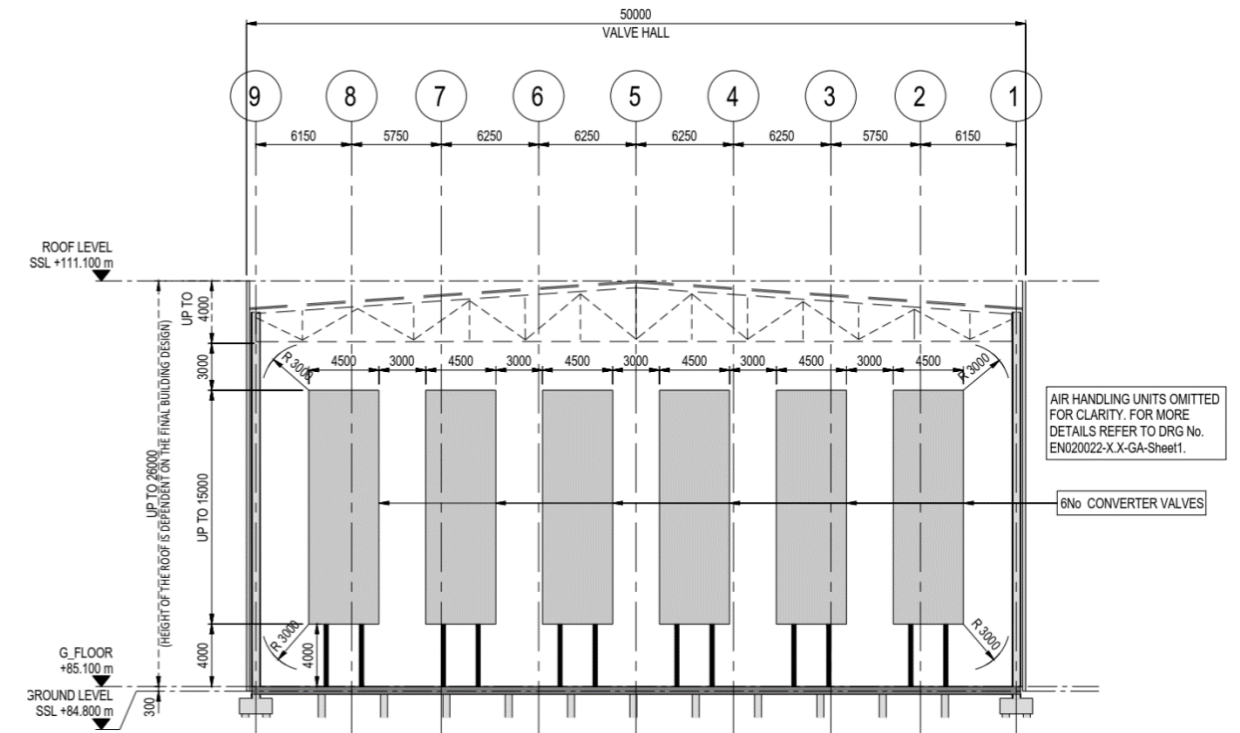 50000
VALVE HALL
9 8 7 6 5 4 3 2 1
6150 5750 6250 6250 6250 6250 5750 6150
ROOF LEVEL
SSL +111.100 m
UP TO
4000
3000
R 3000 4500 3000 4500 3000 4500 3000 4500 3000 4500 3000 4500 R 3000
AIR HANDLING UNITS OMITTED
FOR CLARITY. FOR MORE
DETAILS REFER TO DRG No.
EN020022-X.X-GA-Sheet1.
UP TO 26000
(HEIGHT OF THE ROOF IS DEPENDENT ON THE FINAL BUILDING DESIGN)
UP TO 15000
6No CONVERTER VALVES
R 3000 R 3000
4000 4000
G_FLOOR
+85.100 m
GROUND LEVEL
SSL +84.800 m
300